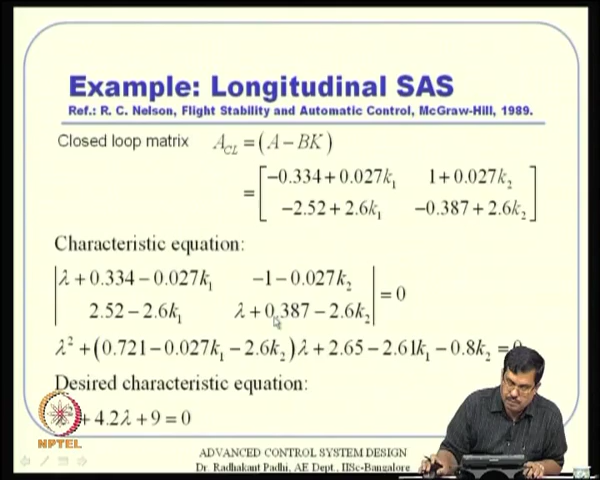 Example: Longitudinal SAS
Ref.: R. C. Nelson, Flight Stability and Automatic Control, McGraw-Hill, 1989.
Closed loop matrix A_CL = (A − BK)
= [−0.334 + 0.027k₁ 1 + 0.027k₂
−2.52 + 2.6k₁ −0.387 + 2.6k₂]
Characteristic equation:
|λ + 0.334 − 0.027k₁ −1 − 0.027k₂
2.52 − 2.6k₁ λ + 0.387 − 2.6k₂| = 0
λ² + (0.721 − 0.027k₁ − 2.6k₂)λ + 2.65 − 2.61k₁ − 0.8k₂ = 0
Desired characteristic equation:
+ 4.2λ + 9 = 0
NPTEL
ADVANCED CONTROL SYSTEM DESIGN
Dr. Radhakant Padhi, AE Dept., IISc-Bangalore